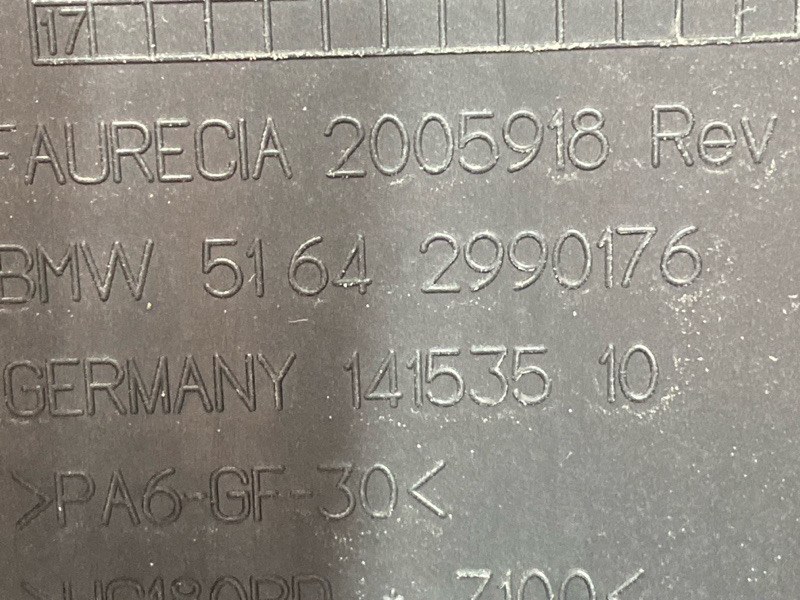 17
FAURECIA 2005918 Rev
BMW 51 64 2990176
GERMANY 141535 10
>PA6-GF-30<